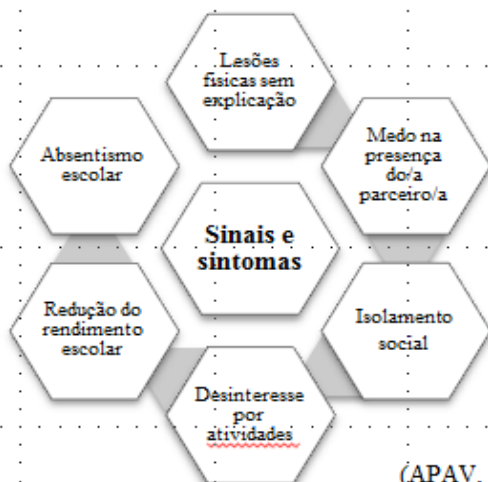 Lesões
físicas sem
explicação
Medo na
presença
do/a
parceiro/a
Isolamento
social
Desinteresse
por
atividades
Redução do
rendimento
escolar
Absentismo
escolar
Sinais e
sintomas
(APAV,